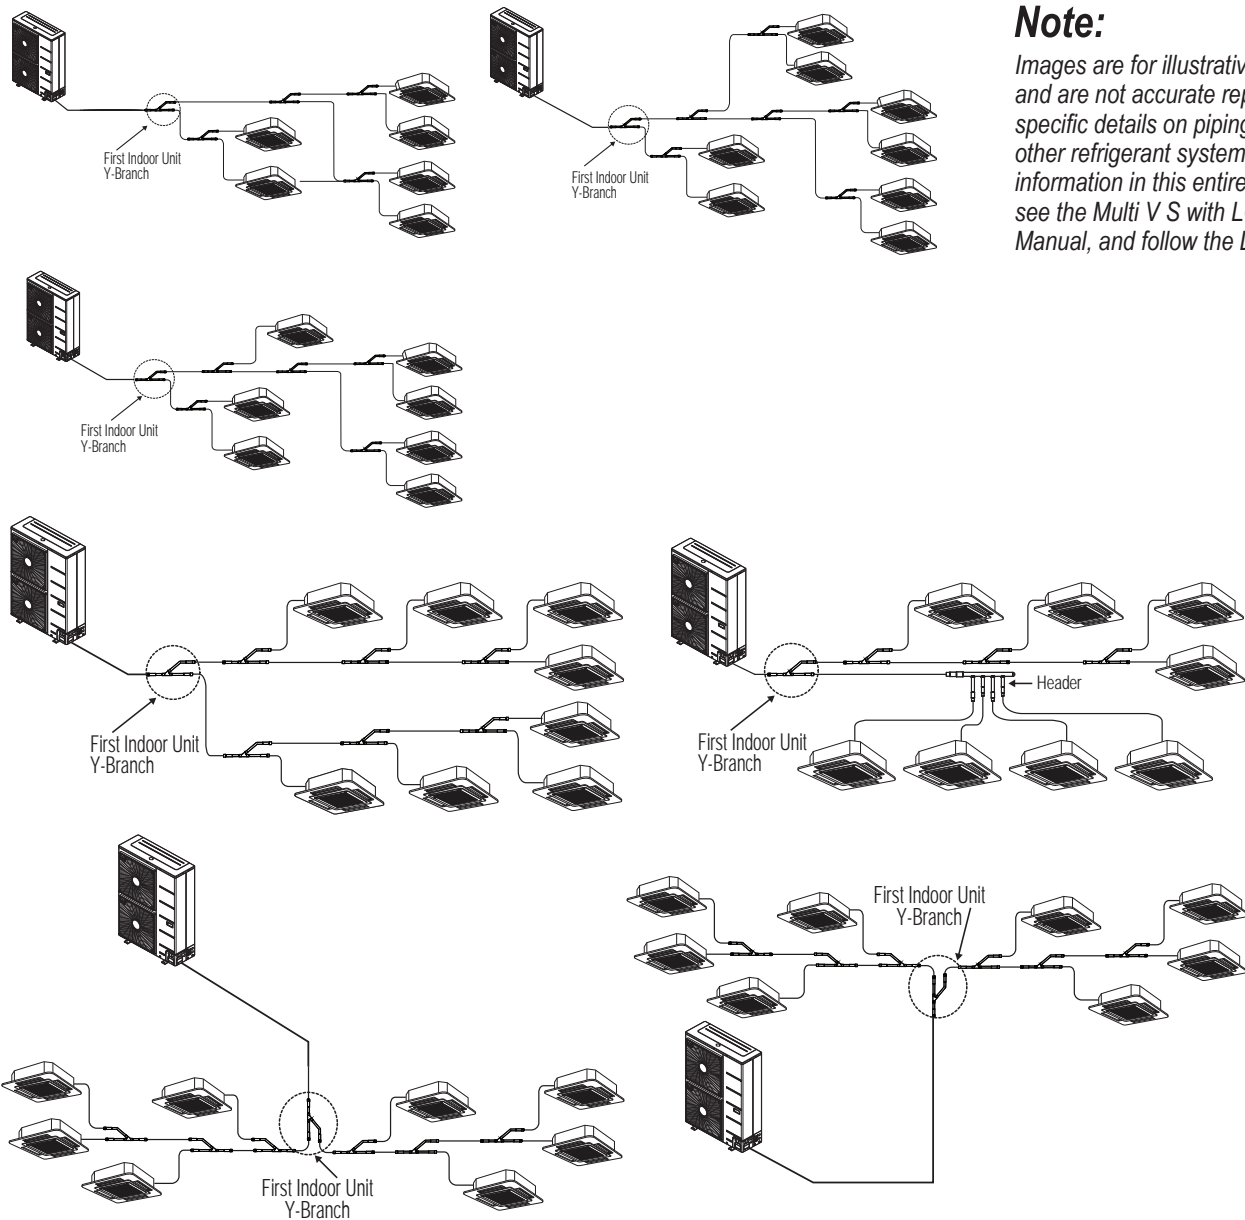 Note:
Images are for illustrativ
and are not accurate rep
specific details on piping
other refrigerant system
information in this entire
see the Multi V S with L
Manual, and follow the L
First Indoor Unit
Y-Branch
First Indoor Unit
Y-Branch
First Indoor Unit
Y-Branch
First Indoor Unit
Y-Branch
Header
First Indoor Unit
Y-Branch
First Indoor Unit
Y-Branch
First Indoor Unit
Y-Branch